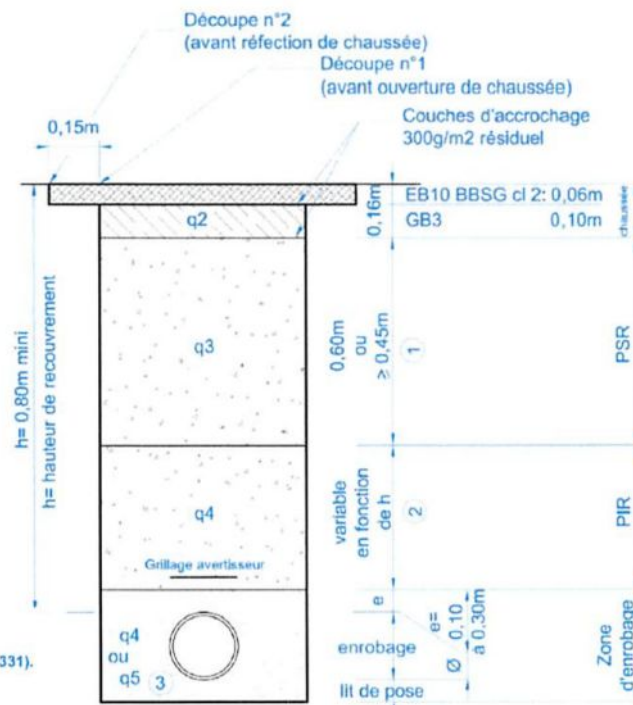 Découpe n°2
(avant réfection de chaussée)
Découpe n°1
(avant ouverture de chaussée)
Couches d'accrochage
300g/m2 résiduel
0,15m
EB10 BBSG cl 2: 0,06m
GB3 0,10m
0,16m
chaussée
q2
h= 0,80m mini
h= hauteur de recouvrement
q3
0,60m
ou
≥ 0,45m
1
PSR
q4
variable
en fonction
de h
2
PIR
Grillage avertisseur
e
e=
0,10
à 0,30m
Ø
331).
q4
ou
q5
3
enrobage
lit de pose
Zone
d'enrobage